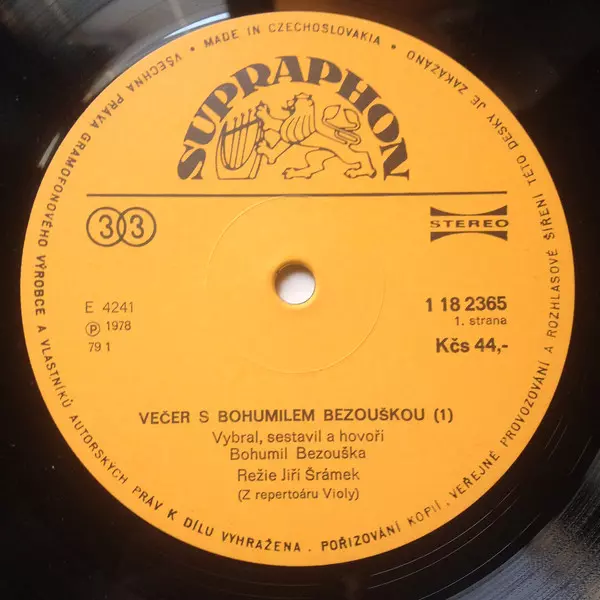 MADE IN CZECHOSLOVAKIA • VŠECHNA PRÁVA GRAMOFONOVÉHO VÝROBCE A VLASTNÍKŮ AUTORSKÝCH PRÁV K DÍLU VYHRAŽENA. POŘIZOVÁNÍ KOPIÍ, VEŘEJNÉ PROVOZOVÁNÍ A ROZHLASOVÉ ŠÍŘENÍ TÉTO DESKY JE ZAKÁZÁNO •
SUPRAPHON
33
STEREO
E 4241
℗ 1978
79 1
1 18 2365
1. strana
Kčs 44,-
VEČER S BOHUMILEM BEZOUŠKOU (1)
Vybral, sestavil a hovoří
Bohumil Bezouška
Režie Jiří Šrámek
(Z repertoáru Violy)